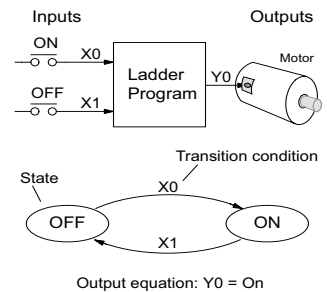 Inputs
Outputs
ON
X0
Motor
Ladder
Program
Y0
OFF
X1
Transition condition
State
X0
OFF
ON
X1
Output equation: Y0 = On